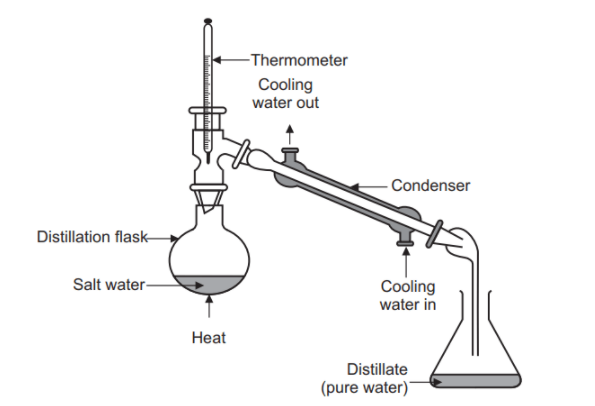 Thermometer
Cooling
water out
Condenser
Distillation flask
Salt water
Cooling
water in
Heat
Distillate
(pure water)